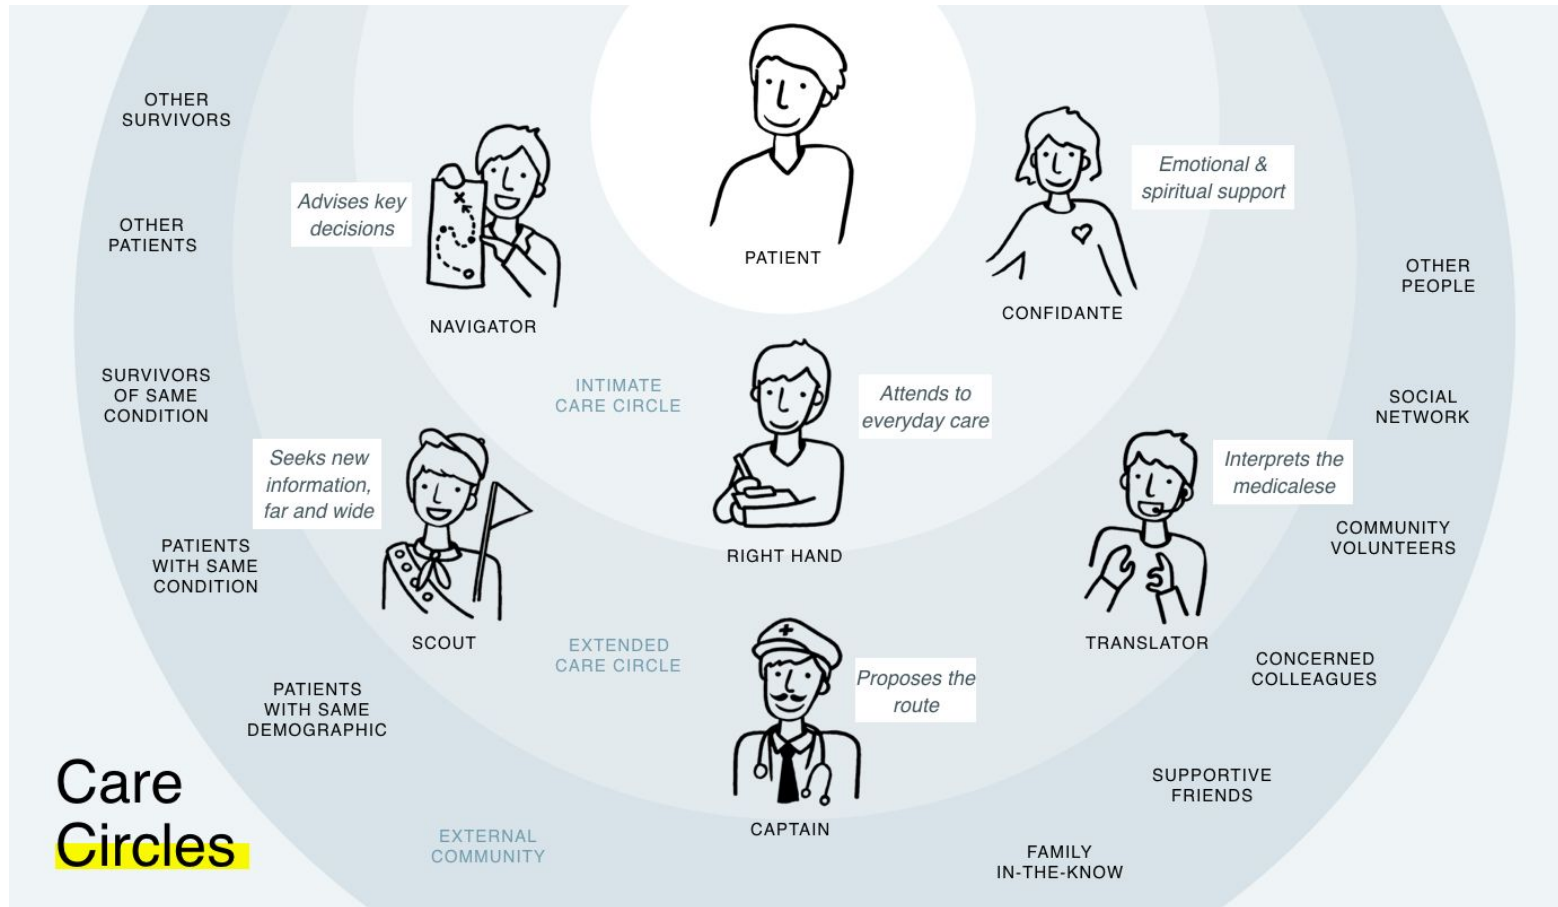 OTHER
SURVIVORS
OTHER
PATIENTS
SURVIVORS
OF SAME
CONDITION
PATIENTS
WITH SAME
CONDITION
PATIENTS
WITH SAME
DEMOGRAPHIC
Advises key
decisions
NAVIGATOR
PATIENT
Emotional &
spiritual support
CONFIDANTE
INTIMATE
CARE CIRCLE
Attends to
everyday care
RIGHT HAND
Seeks new
information,
far and wide
SCOUT
EXTENDED
CARE CIRCLE
Proposes the
route
CAPTAIN
Interprets the
medicalese
TRANSLATOR
OTHER
PEOPLE
SOCIAL
NETWORK
COMMUNITY
VOLUNTEERS
CONCERNED
COLLEAGUES
SUPPORTIVE
FRIENDS
FAMILY
IN-THE-KNOW
EXTERNAL
COMMUNITY
Care
Circles